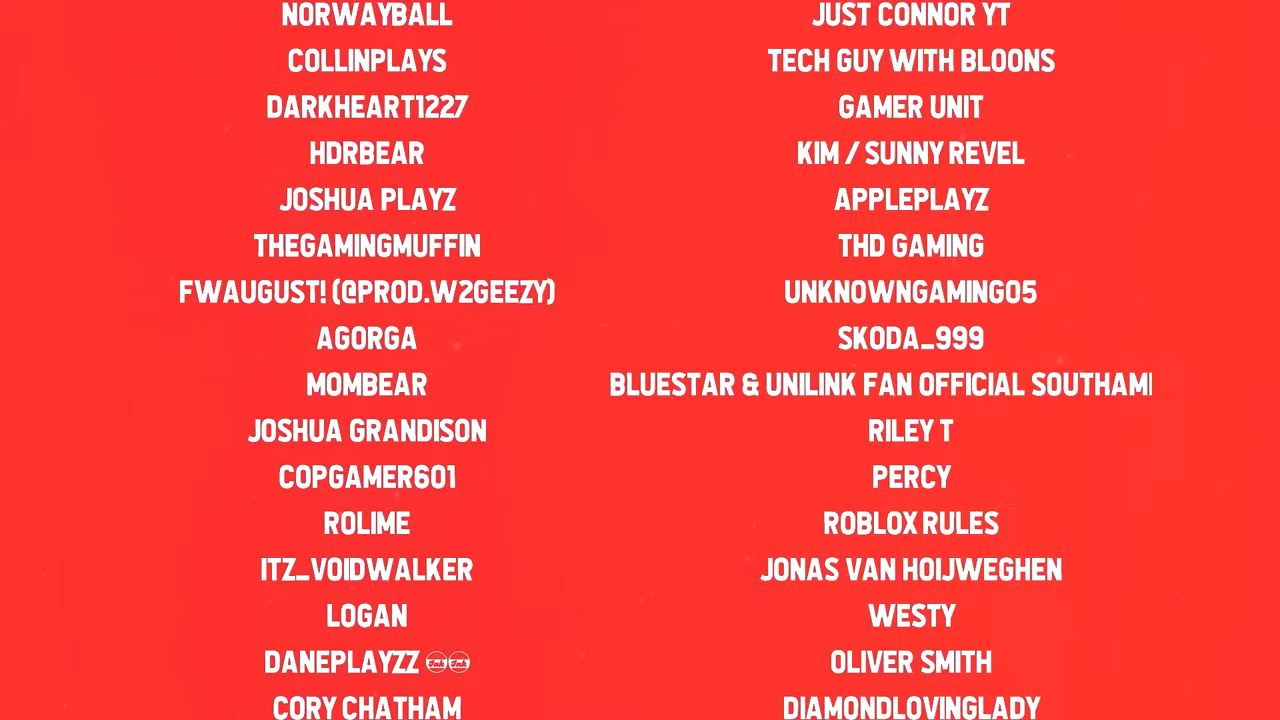 NORWAYBALL
COLLINPLAYS
DARKHEART1227
HDRBEAR
JOSHUA PLAYZ
THEGAMINGMUFFIN
FWAUGUST! (@PROD.W2GEEZY)
AGORGA
MOMBEAR
JOSHUA GRANDISON
COPGAMER601
ROLIME
ITZ_VOIDWALKER
LOGAN
DANEPLAYZZ
CORY CHATHAM
JUST CONNOR YT
TECH GUY WITH BLOONS
GAMER UNIT
KIM / SUNNY REVEL
APPLEPLAYZ
THD GAMING
UNKNOWNGAMING05
SKODA_999
BLUESTAR & UNILINK FAN OFFICIAL
RILEY T
PERCY
ROBLOX RULES
JONAS VAN HOIJWEGHEN
WESTY
OLIVER SMITH
DIAMONDLOVINGLADY